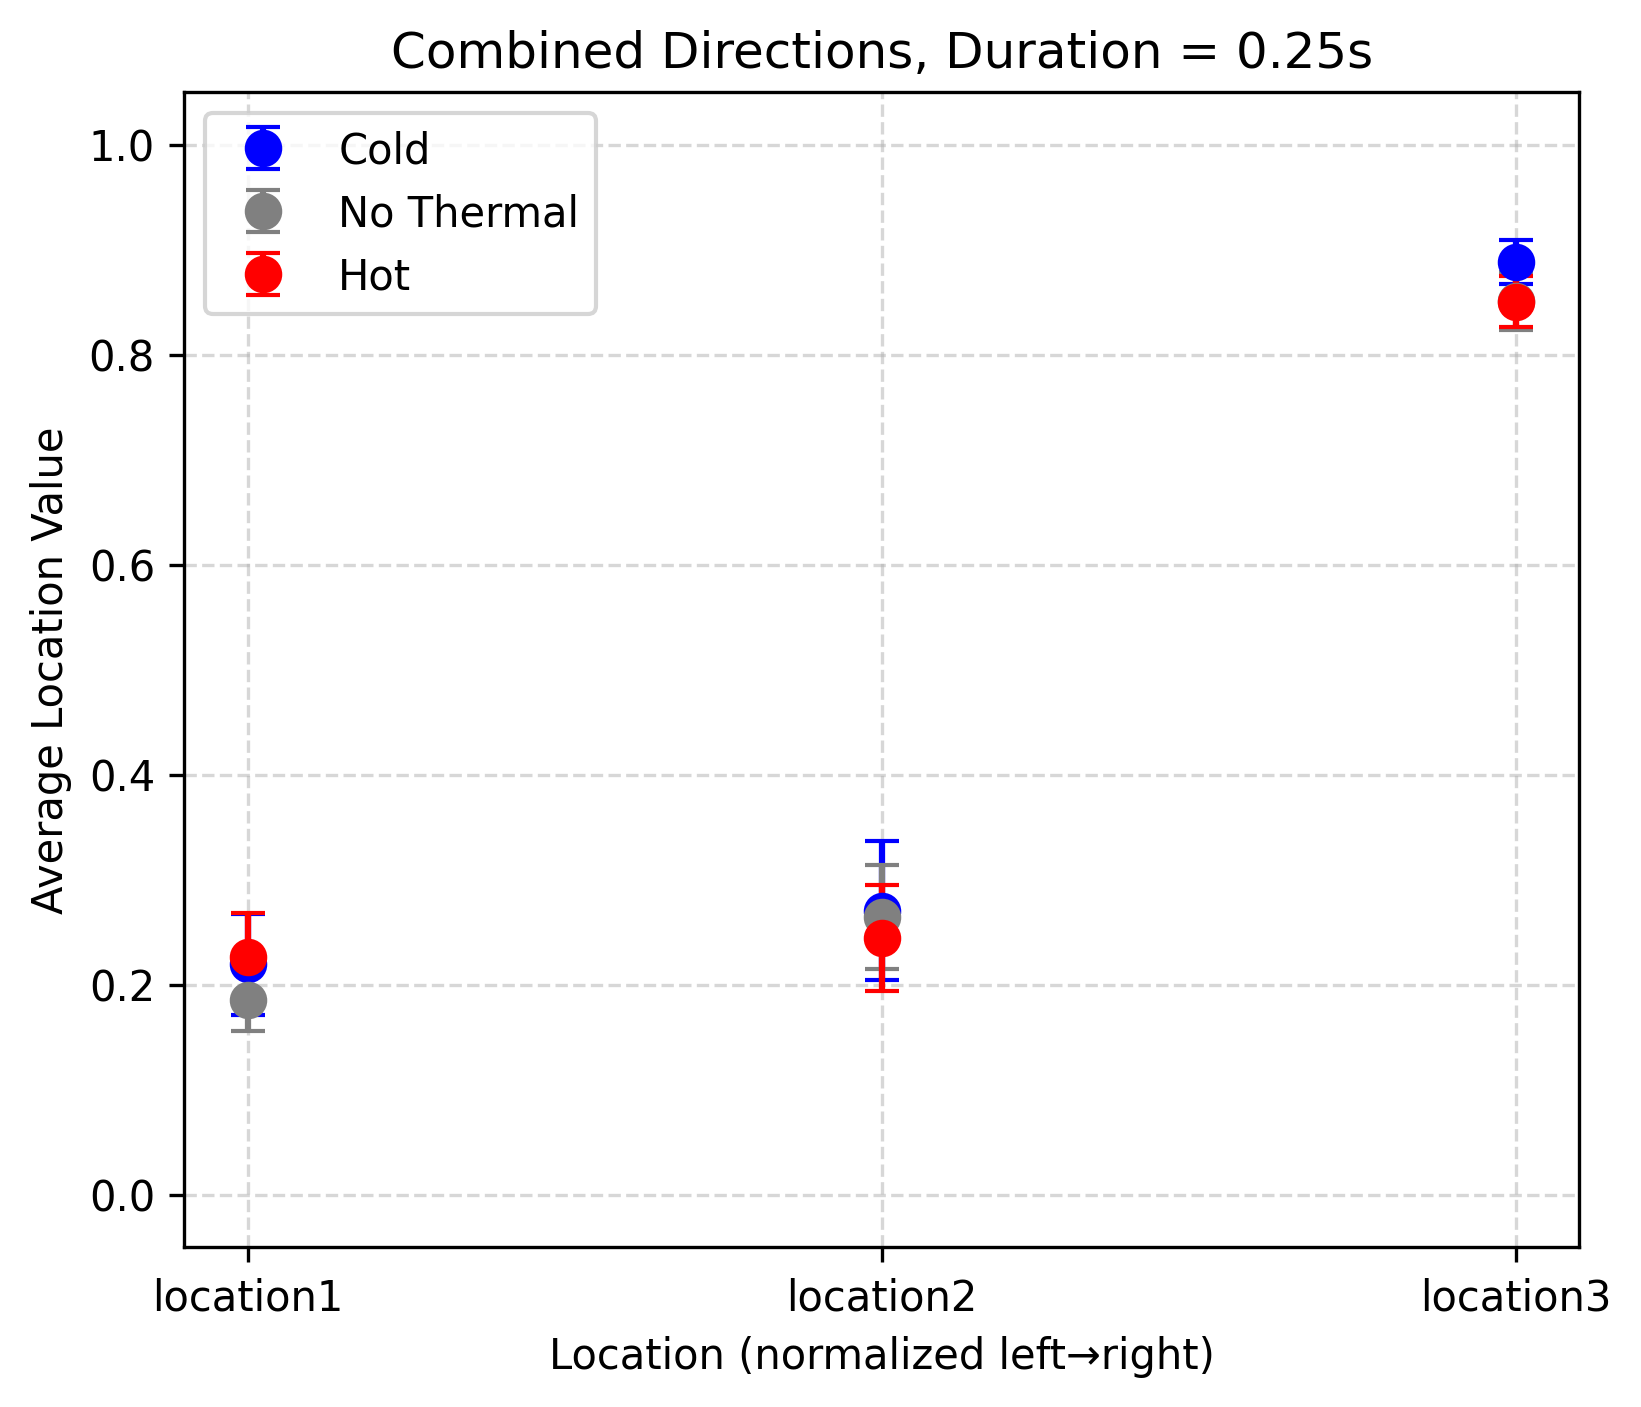 Combined Directions, Duration = 0.25s
Cold
No Thermal
Hot
1.0
0.8
0.6
0.4
0.2
0.0
Average Location Value
location1
location2
location3
Location (normalized left→right)